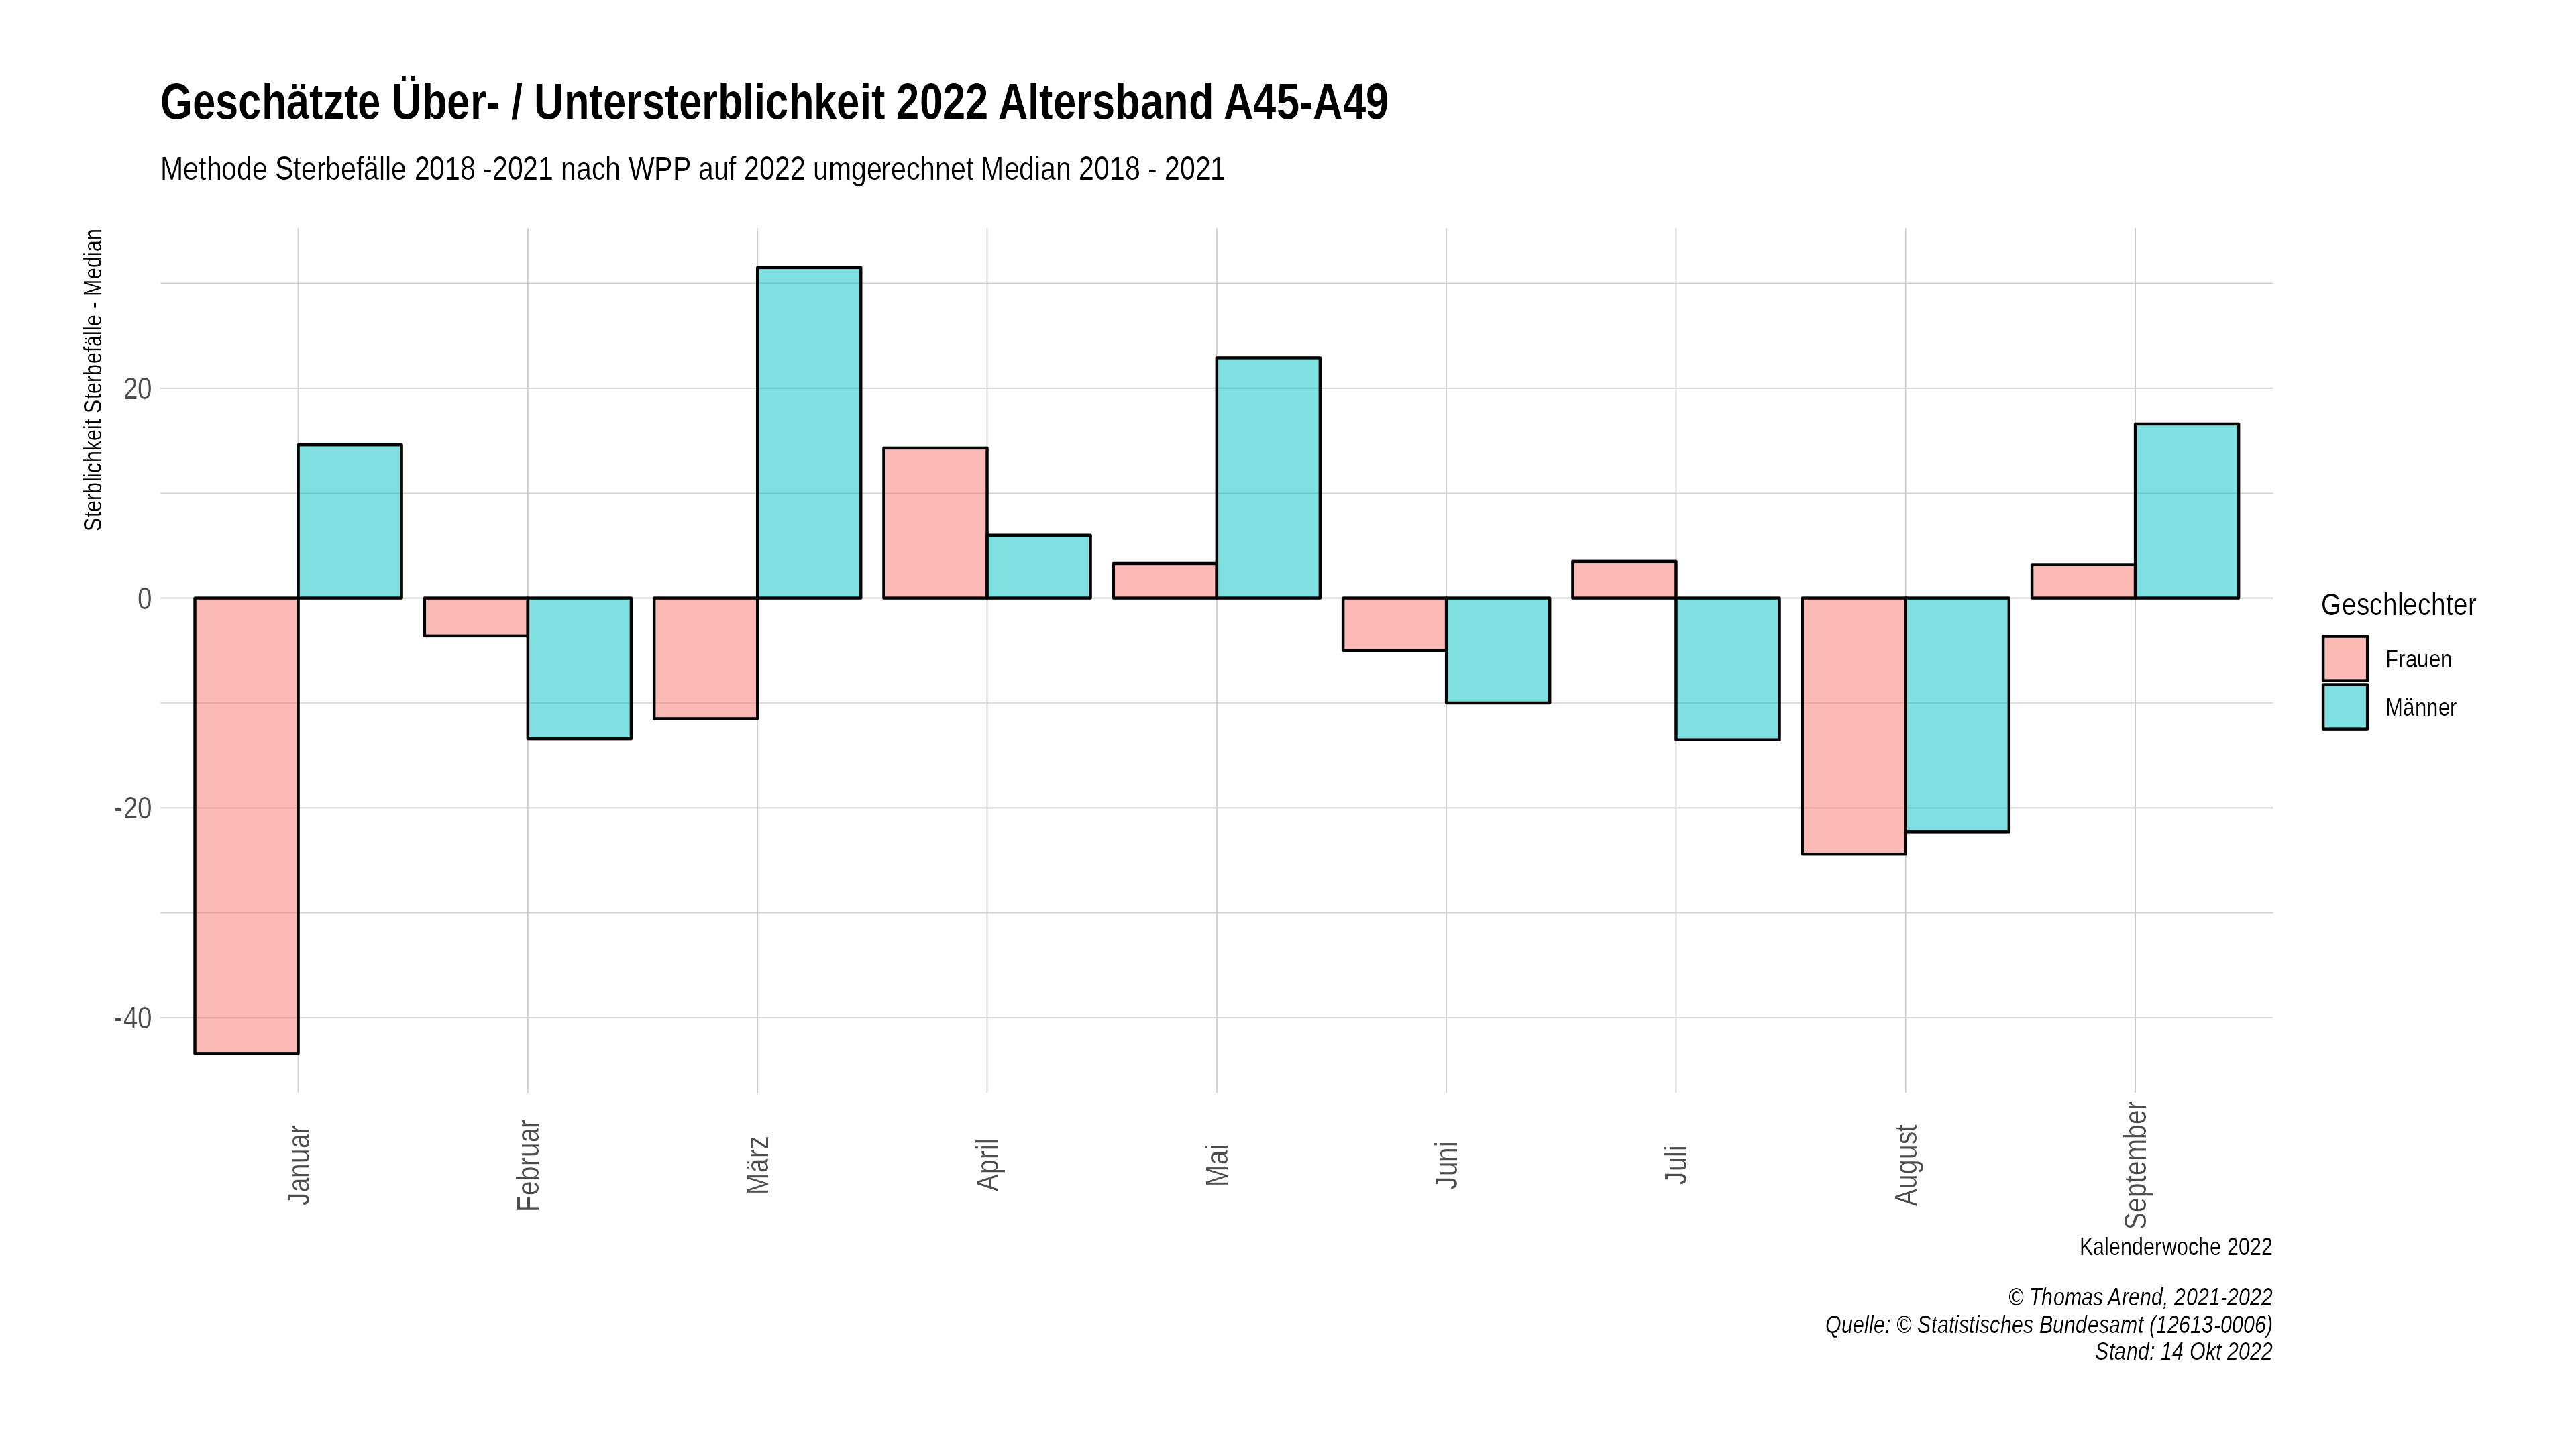 Geschätzte Über- / Untersterblichkeit 2022 Altersband A45-A49
Methode Sterbefälle 2018 -2021 nach WPP auf 2022 umgerechnet Median 2018 - 2021
Sterblichkeit Sterbefälle - Median
20
0
-20
-40
Januar
Februar
März
April
Mai
Juni
Juli
August
September
Kalenderwoche 2022
Geschlechter
Frauen
Männer
© Thomas Arend, 2021-2022
Quelle: © Statistisches Bundesamt (12613-0006)
Stand: 14 Okt 2022